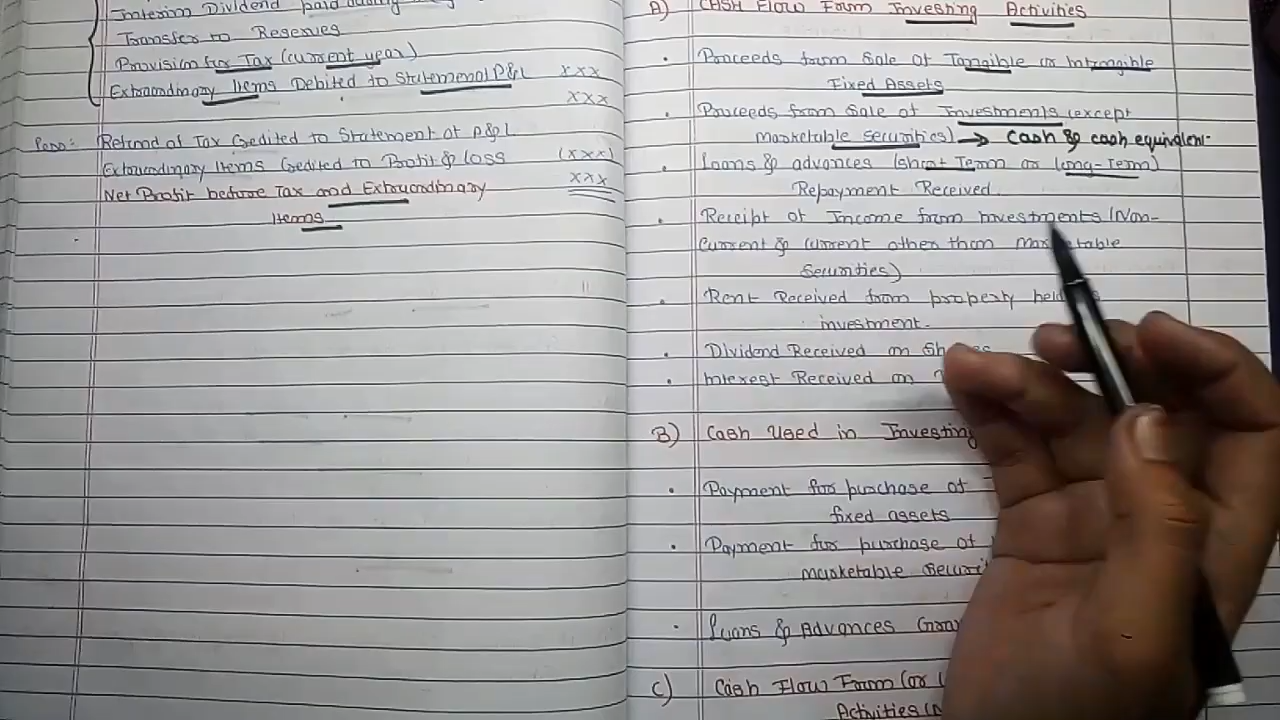 Interim Dividend paid during
Transfer to Reserves
Provision for Tax (current year)
Extraordinary Items Debited to Statement of P&L xxx
xxx
Less: Refund of Tax Credited to Statement of P&L
Extraordinary Items Credited to Profit & Loss (xxx)
Net Profit before Tax and Extraordinary xxx
Items
A) Cash Flow From Investing Activities
• Proceeds from Sale of Tangible or Intangible
Fixed Assets
• Proceeds from Sale of Investments (except
marketable securities) → Cash & cash equivalen-
• Loans & advances (Short Term or Long-Term)
Repayment Received.
• Receipt of Income from Investments (Non-
Current & Current other than Marketable
Securities)
• Rent Received from property held
investment.
• Dividend Received on Shares
• Interest Received on
B) Cash Used in Investing
• Payment for purchase of
fixed assets
• Payment for purchase of
marketable Securit
• Loans & Advances Gran
C) Cash Flow From (or
Activities